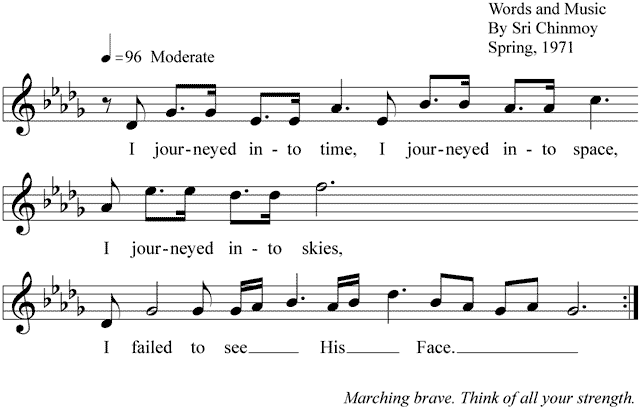 Words and Music
By Sri Chinmoy
Spring, 1971
=96 Moderate
I jour-neyed in-to time, I jour-neyed in-to space,
I jour-neyed in-to skies,
I failed to see His Face.
Marching brave. Think of all your strength.